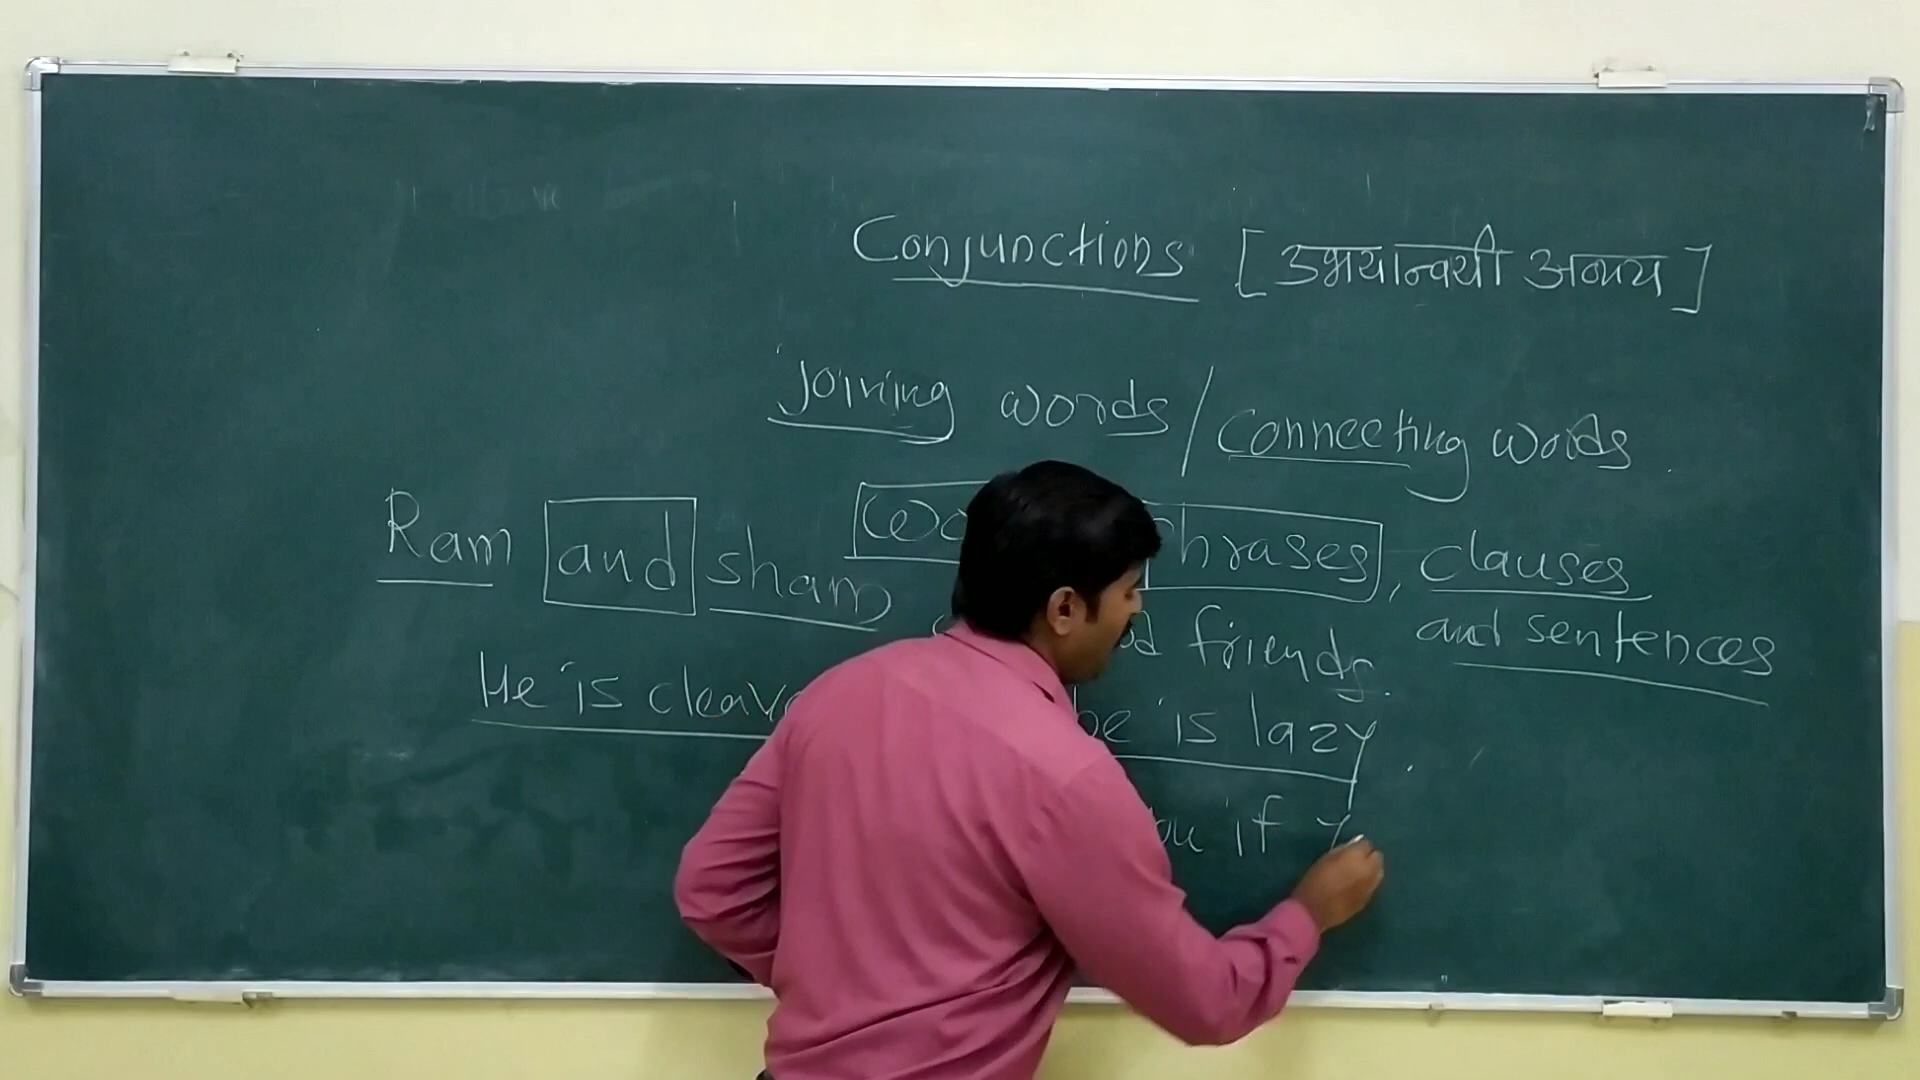 Conjunctions [उभयान्वयी अव्यय]
Joining words / Connecting words
phrases, clauses
and sentences
Ram and sham friends.
He is he is lazy.
if